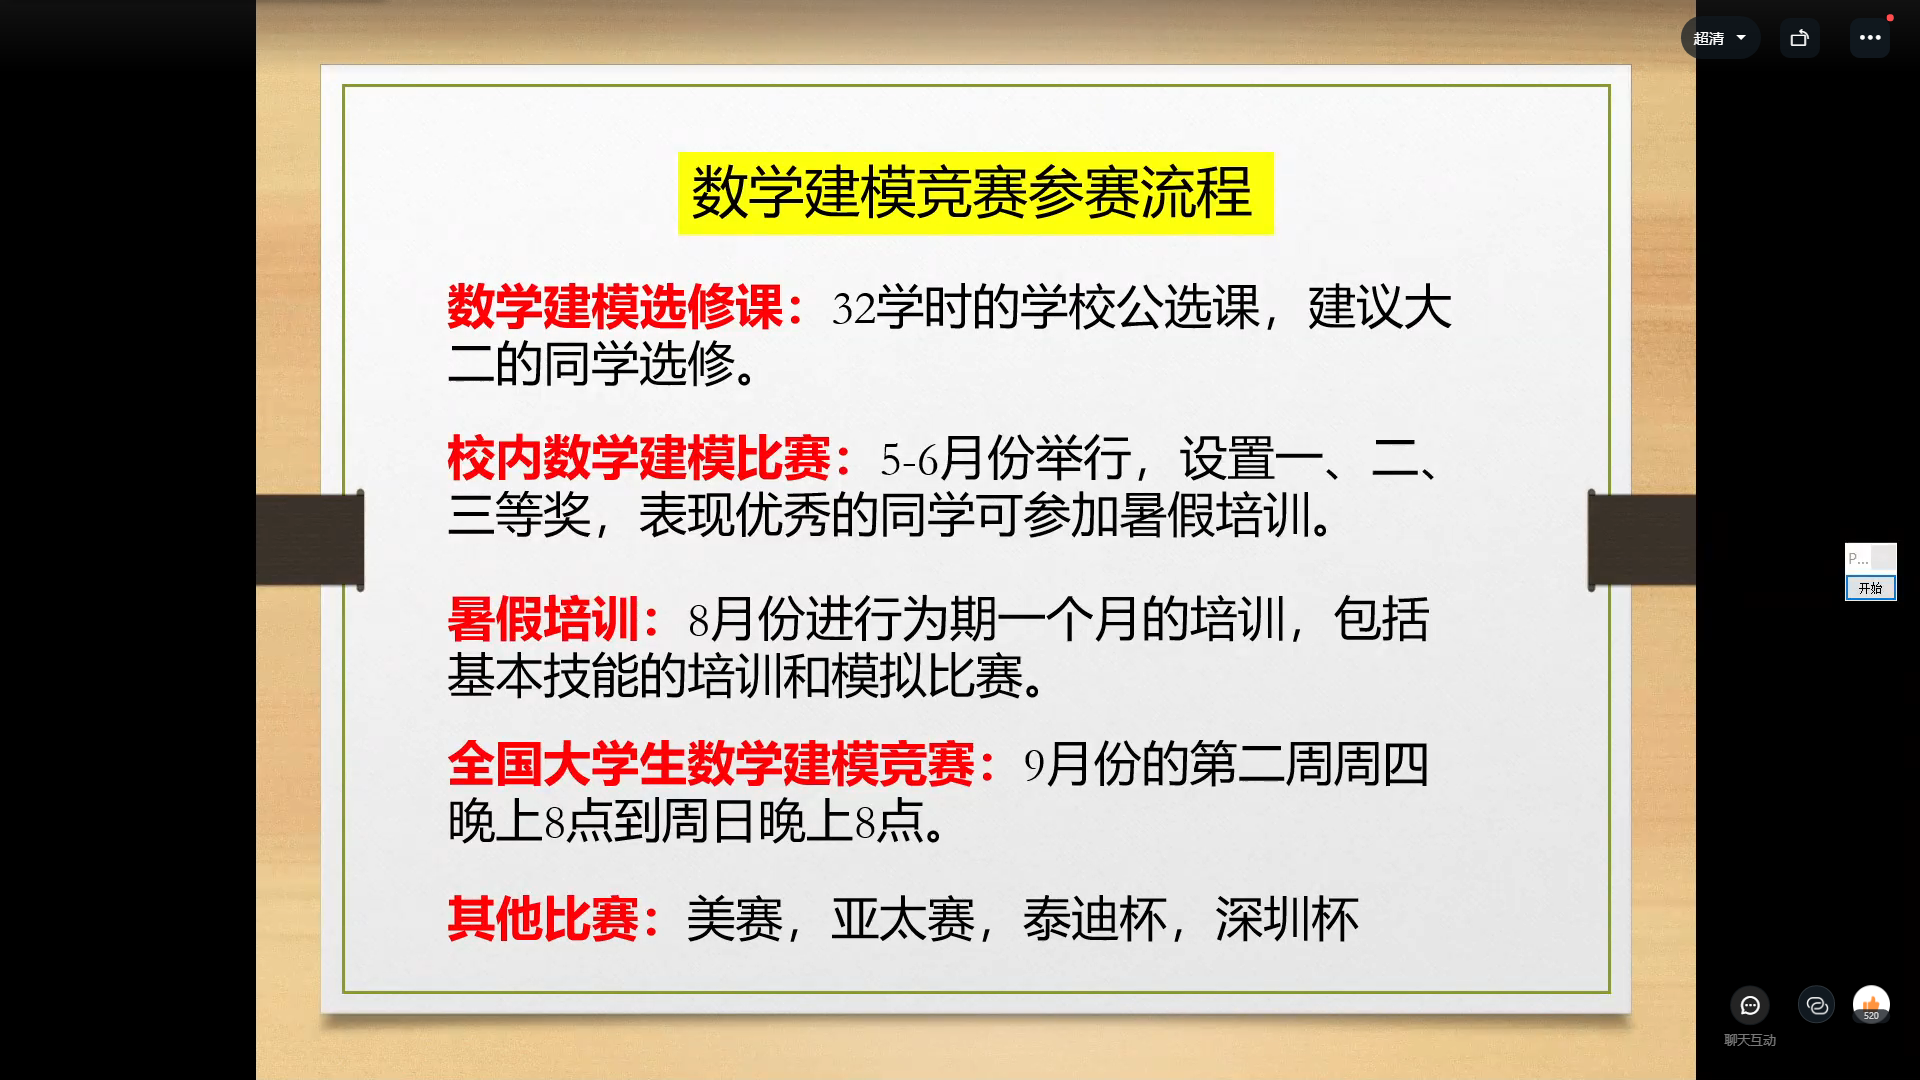 超清
数学建模竞赛参赛流程
数学建模选修课：32学时的学校公选课，建议大
二的同学选修。
校内数学建模比赛：5-6月份举行，设置一、二、
三等奖，表现优秀的同学可参加暑假培训。
暑假培训：8月份进行为期一个月的培训，包括
基本技能的培训和模拟比赛。
全国大学生数学建模竞赛：9月份的第二周周四
晚上8点到周日晚上8点。
其他比赛：美赛，亚太赛，泰迪杯，深圳杯
P...
开始
520
聊天互动